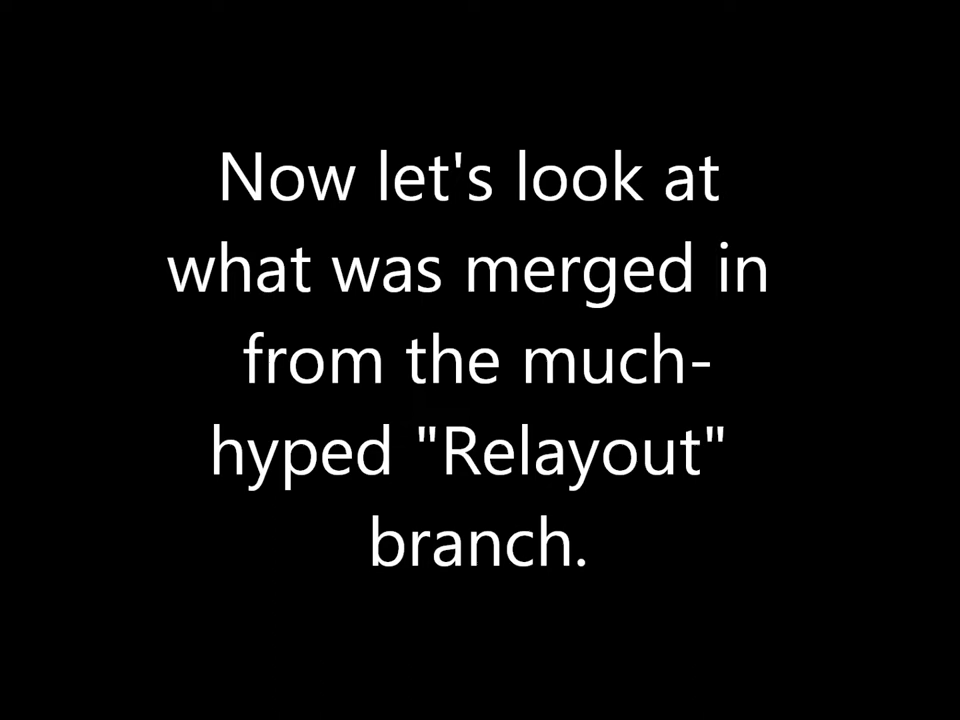 Now let's look at
what was merged in
from the much-
hyped "Relayout"
branch.